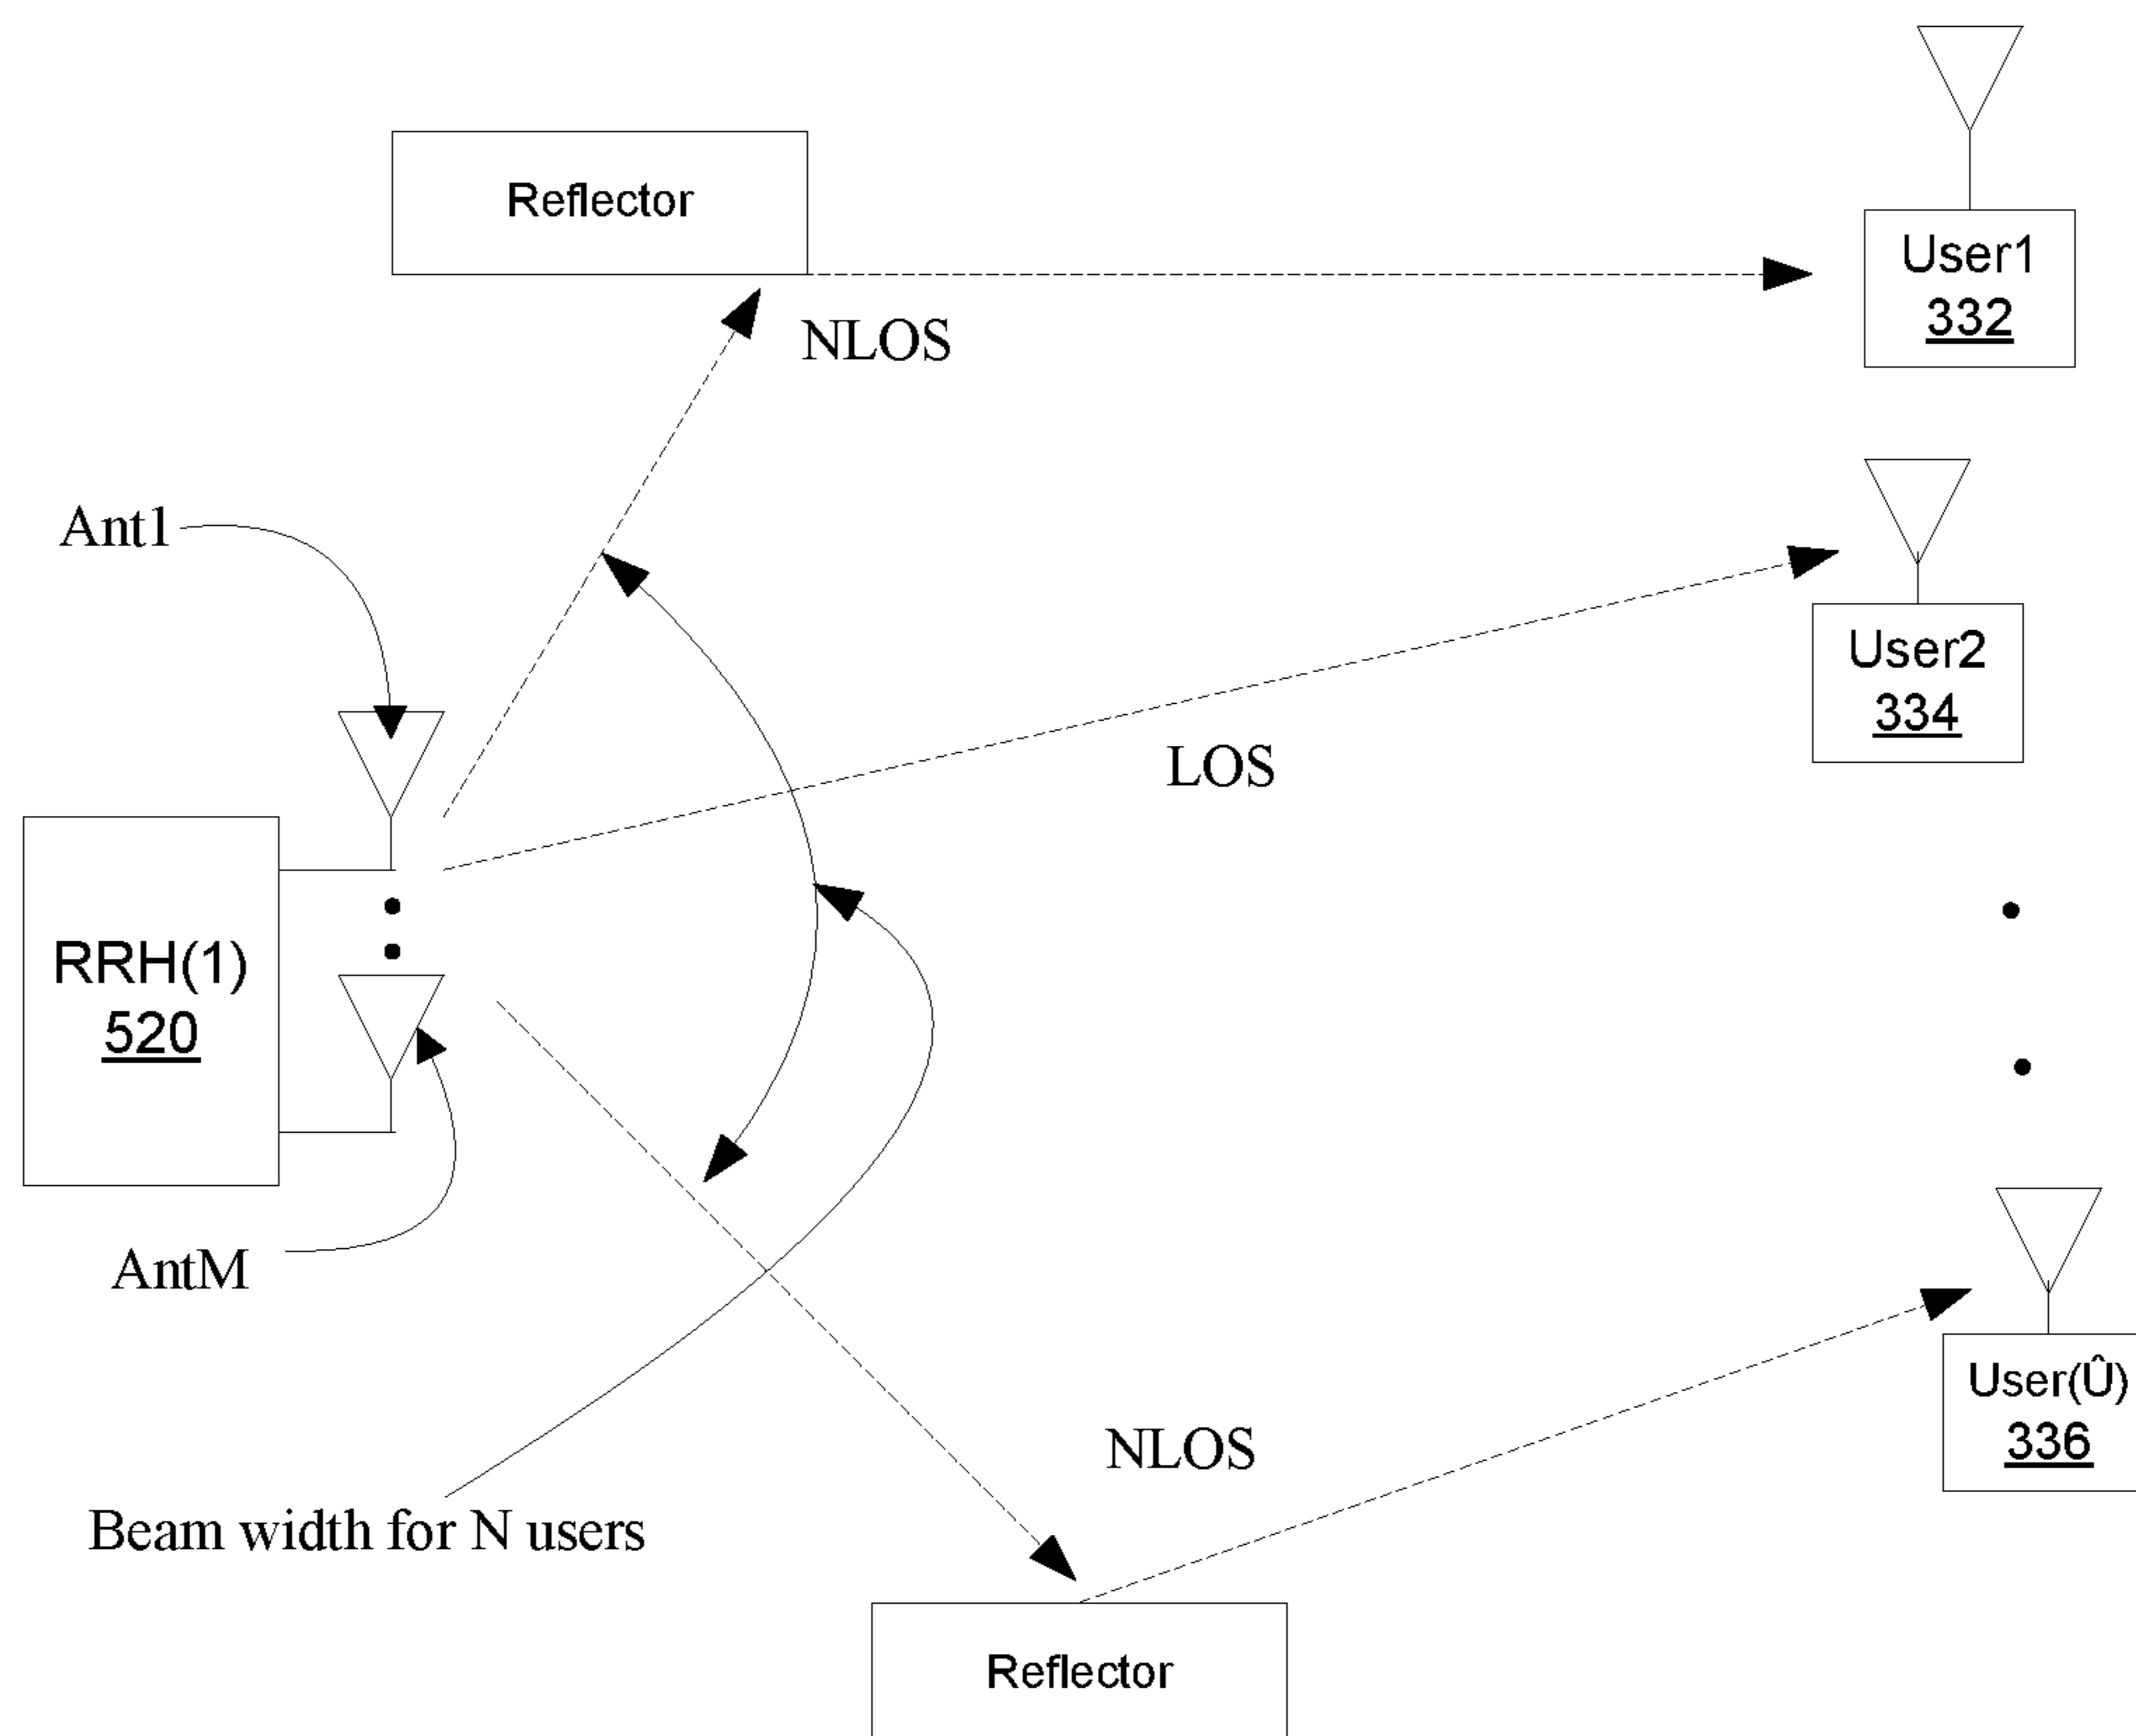 Reflector
User1
332
NLOS
Ant1
User2
334
LOS
RRH(1)
520
AntM
User(Û)
336
NLOS
Beam width for N users
Reflector